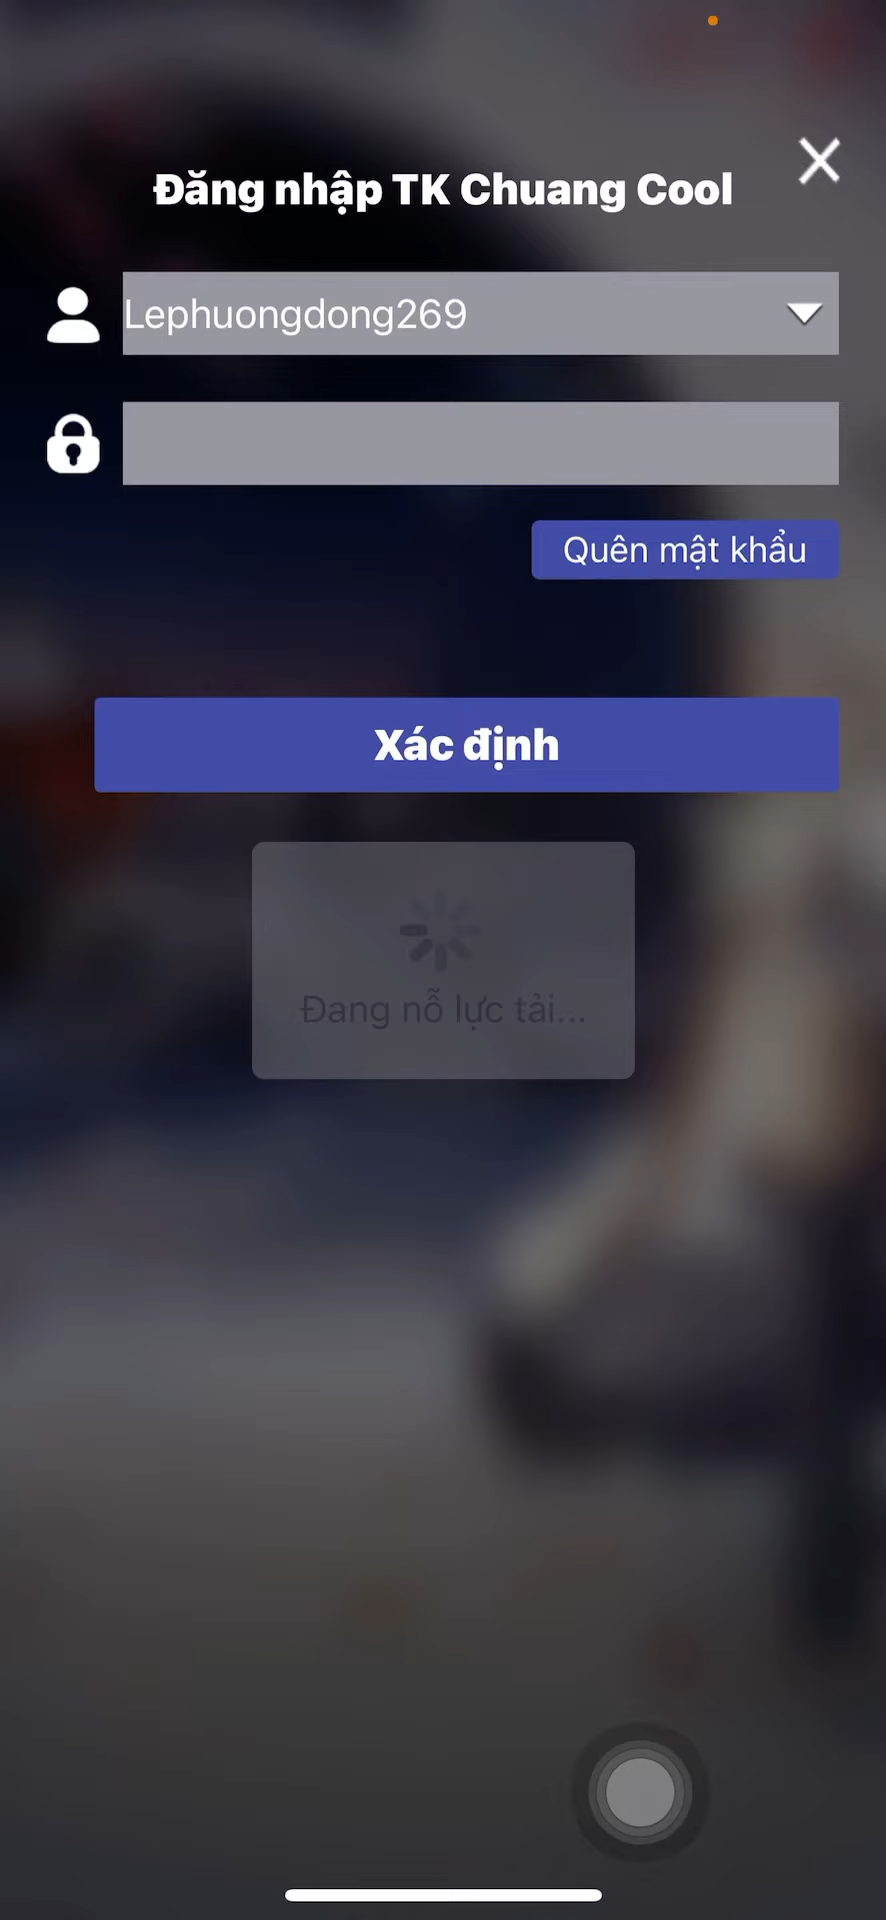 Đăng nhập TK Chuang Cool
Lephuongdong269
Quên mật khẩu
Xác định
Đang nỗ lực tải...